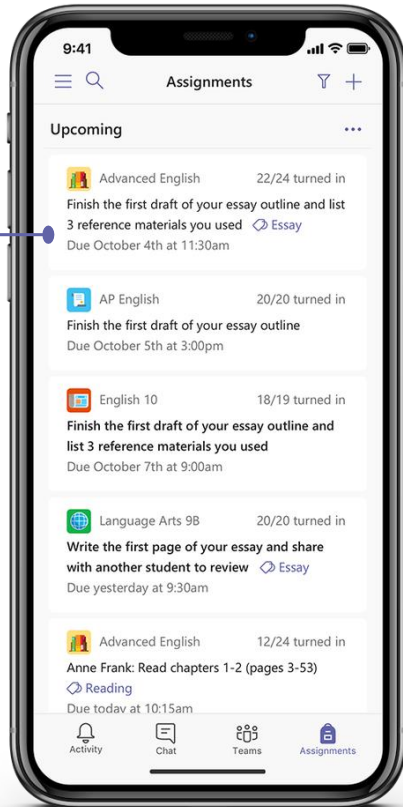 9:41
Assignments
Upcoming
Advanced English 22/24 turned in
Finish the first draft of your essay outline and list
3 reference materials you used Essay
Due October 4th at 11:30am
AP English 20/20 turned in
Finish the first draft of your essay outline
Due October 5th at 3:00pm
English 10 18/19 turned in
Finish the first draft of your essay outline and
list 3 reference materials you used
Due October 7th at 9:00am
Language Arts 9B 20/20 turned in
Write the first page of your essay and share
with another student to review Essay
Due yesterday at 9:30am
Advanced English 12/24 turned in
Anne Frank: Read chapters 1-2 (pages 3-53)
Reading
Due today at 10:15am
Activity Chat Teams Assignments